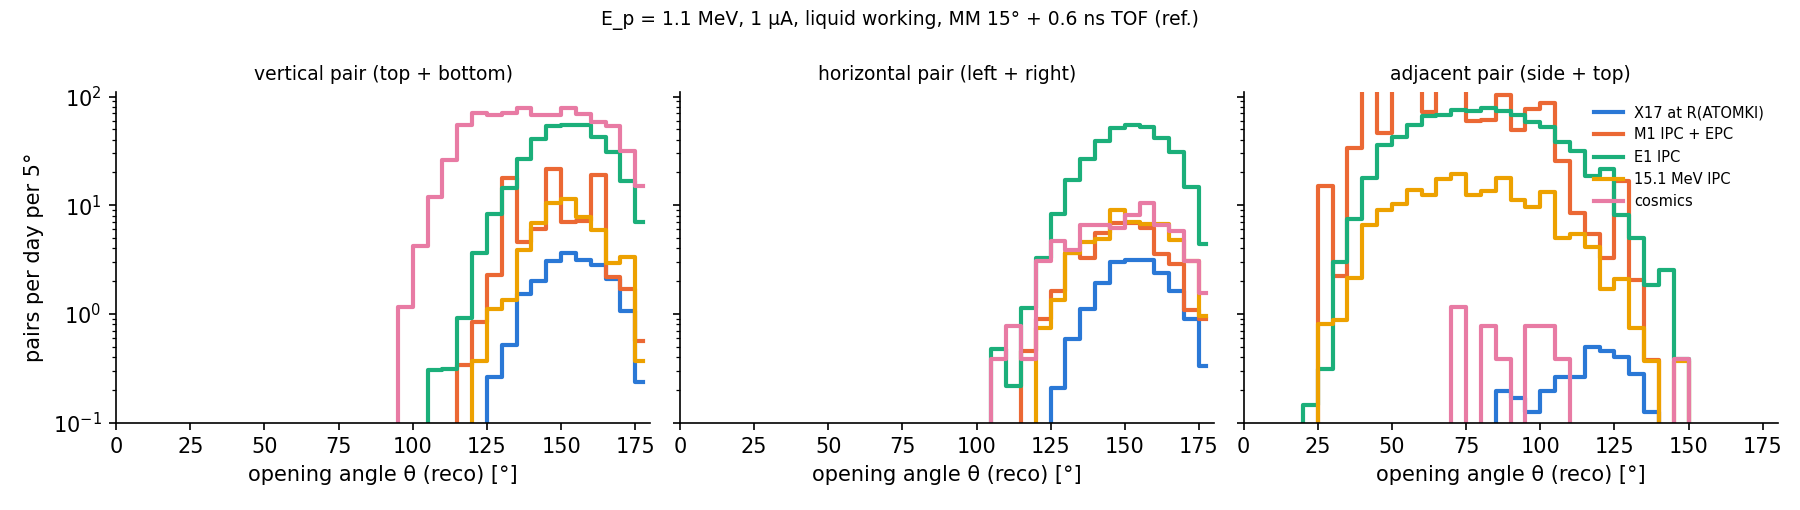 E_p = 1.1 MeV, 1 μA, liquid working, MM 15° + 0.6 ns TOF (ref.)
vertical pair (top + bottom)
horizontal pair (left + right)
adjacent pair (side + top)
pairs per day per 5°
10²
10¹
10⁰
10⁻¹
X17 at R(ATOMKI)
M1 IPC + EPC
E1 IPC
15.1 MeV IPC
cosmics
0 25 50 75 100 125 150 175
0 25 50 75 100 125 150 175
0 25 50 75 100 125 150 175
opening angle θ (reco) [°]
opening angle θ (reco) [°]
opening angle θ (reco) [°]